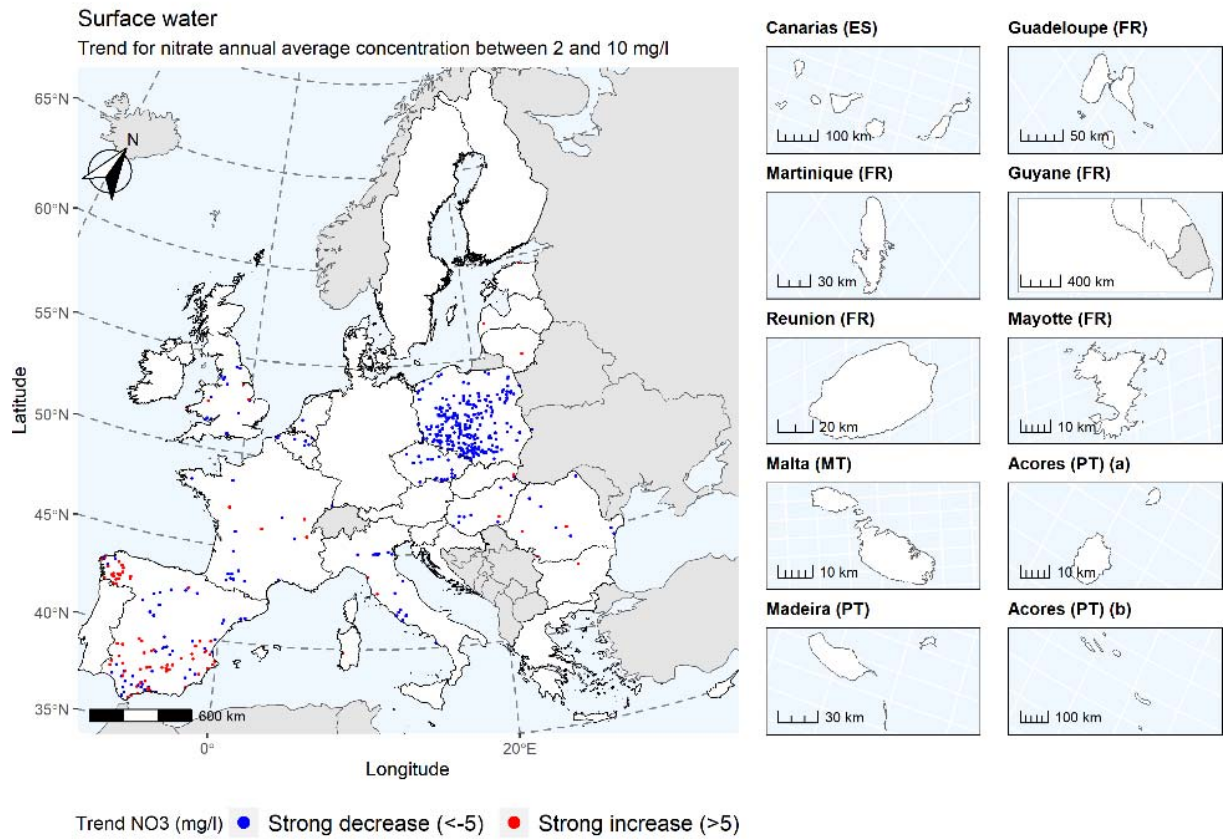 Surface water
Trend for nitrate annual average concentration between 2 and 10 mg/l
65°N
60°N
55°N
50°N
45°N
40°N
35°N
Latitude
N
600 km
0°
20°E
Longitude
Canarias (ES)
100 km
Guadeloupe (FR)
50 km
Martinique (FR)
30 km
Guyane (FR)
400 km
Reunion (FR)
20 km
Mayotte (FR)
10 km
Malta (MT)
10 km
Acores (PT) (a)
10 km
Madeira (PT)
30 km
Acores (PT) (b)
100 km
Trend NO3 (mg/l) Strong decrease (<-5) Strong increase (>5)